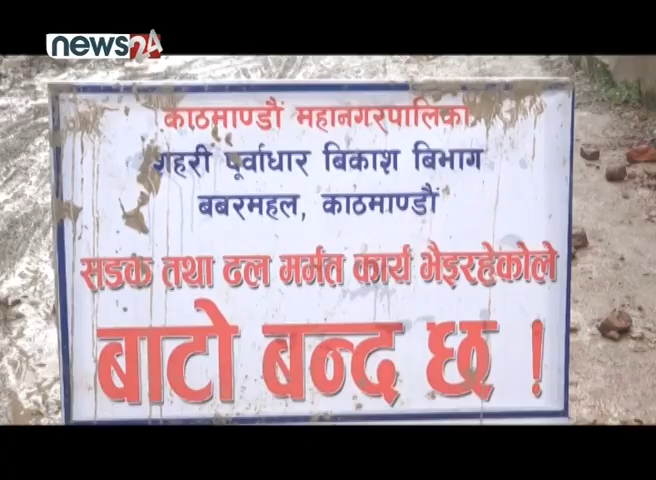 news24
काठमाण्डौं महानगरपालिका
शहरी पूर्वाधार बिकाश बिभाग
बबरमहल, काठमाण्डौं
सडक तथा ढल मर्मत कार्य भैइरहेकोले
बाटो बन्द छ !